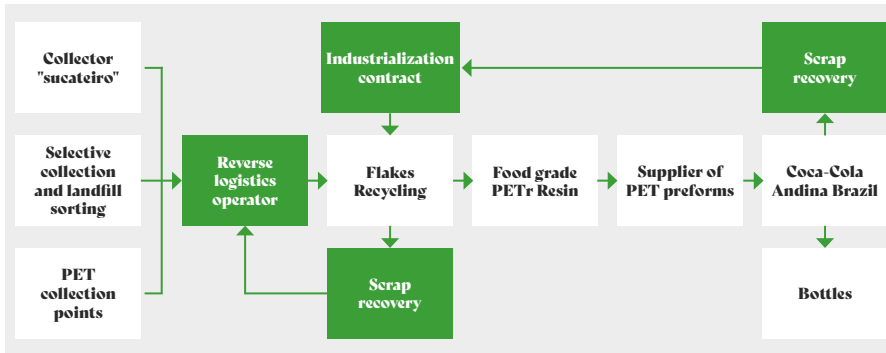 Collector
"sucateiro"
Industrialization
contract
Scrap
recovery
Selective
collection
and landfill
sorting
Reverse
logistics
operator
Flakes
Recycling
Food grade
PETr Resin
Supplier of
PET preforms
Coca-Cola
Andina Brazil
PET
collection
points
Scrap
recovery
Bottles